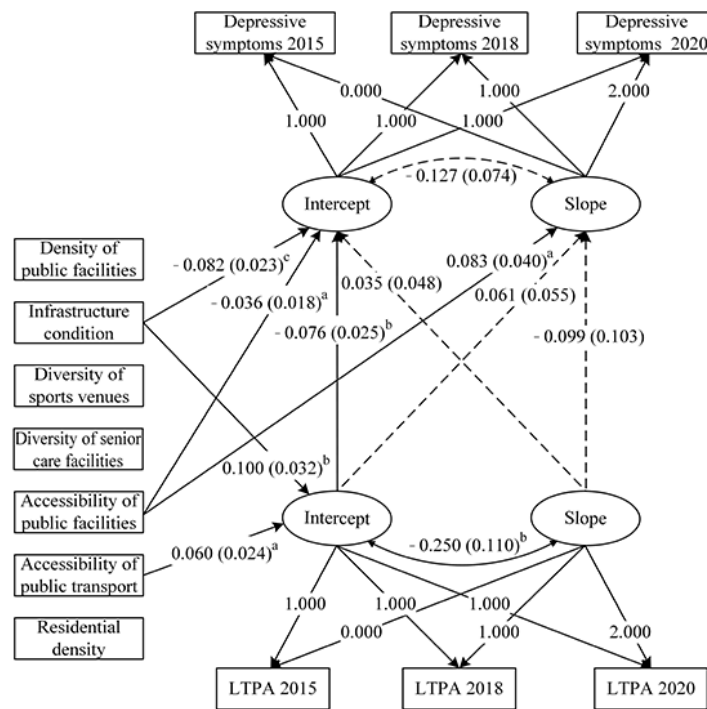 Depressive
symptoms 2015
Depressive
symptoms 2018
Depressive
symptoms 2020
0.000
1.000
2.000
1.000
1.000
1.000
- 0.127 (0.074)
Intercept
Slope
Density of
public facilities
- 0.082 (0.023)c
0.035 (0.048)
0.083 (0.040)a
- 0.036 (0.018)a
0.061 (0.055)
Infrastructure
condition
- 0.076 (0.025)b
- 0.099 (0.103)
Diversity of
sports venues
Diversity of senior
care facilities
0.100 (0.032)b
Accessibility of
public facilities
Intercept
Slope
- 0.250 (0.110)b
0.060 (0.024)a
Accessibility of
public transport
1.000
1.000
1.000
0.000
1.000
2.000
Residential
density
LTPA 2015
LTPA 2018
LTPA 2020